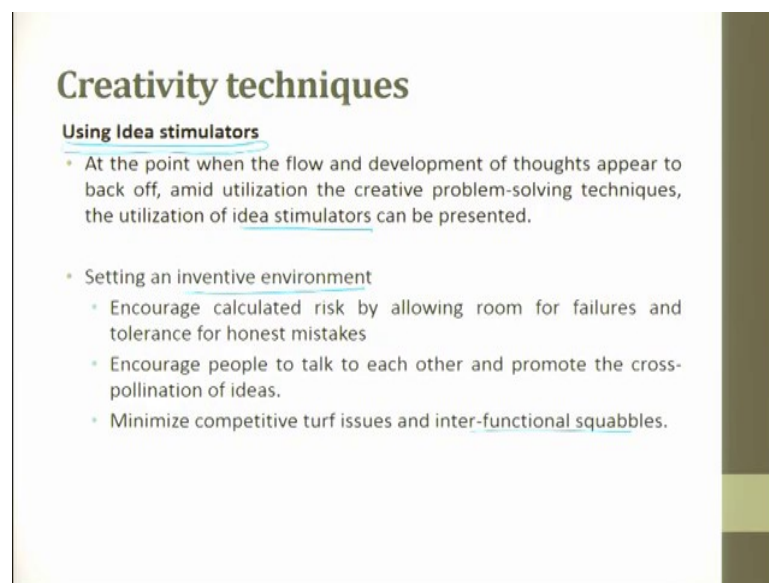 Creativity techniques
Using Idea stimulators
• At the point when the flow and development of thoughts appear to
back off, amid utilization the creative problem-solving techniques,
the utilization of idea stimulators can be presented.
• Setting an inventive environment
• Encourage calculated risk by allowing room for failures and
tolerance for honest mistakes
• Encourage people to talk to each other and promote the cross-
pollination of ideas.
• Minimize competitive turf issues and inter-functional squabbles.